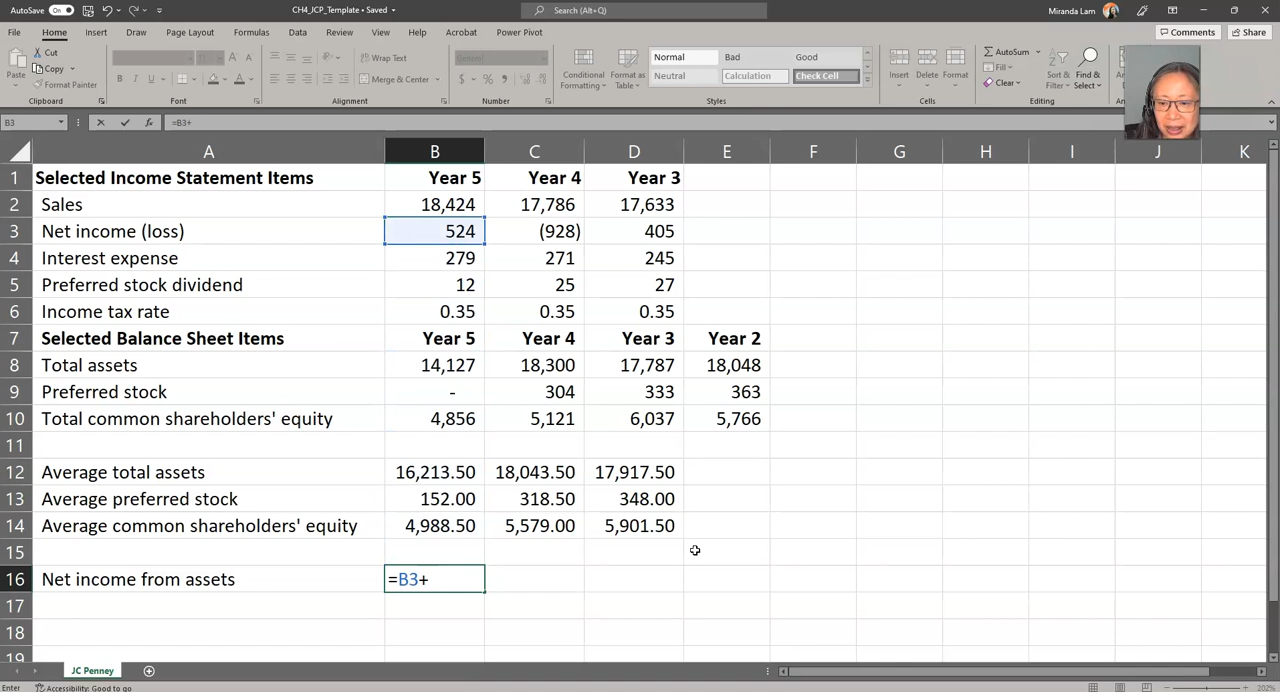 AutoSave On CH4_JCP_Template • Saved Search (Alt+Q) Miranda Lam
File Home Insert Draw Page Layout Formulas Data Review View Help Acrobat Power Pivot Comments Share
Paste Cut Copy Format Painter Clipboard
B I U Font
Wrap Text Merge & Center Alignment
General $ % Number
Conditional Formatting Format as Table Normal Bad Good Neutral Calculation Check Cell Styles
Insert Delete Format Cells
AutoSum Fill Clear Sort & Filter Find & Select Editing
B3 =B3+
A B C D E F G H I J K
1 Selected Income Statement Items Year 5 Year 4 Year 3
2 Sales 18,424 17,786 17,633
3 Net income (loss) 524 (928) 405
4 Interest expense 279 271 245
5 Preferred stock dividend 12 25 27
6 Income tax rate 0.35 0.35 0.35
7 Selected Balance Sheet Items Year 5 Year 4 Year 3 Year 2
8 Total assets 14,127 18,300 17,787 18,048
9 Preferred stock - 304 333 363
10 Total common shareholders' equity 4,856 5,121 6,037 5,766
11
12 Average total assets 16,213.50 18,043.50 17,917.50
13 Average preferred stock 152.00 318.50 348.00
14 Average common shareholders' equity 4,988.50 5,579.00 5,901.50
15
16 Net income from assets =B3+
17
18
19
JC Penney
Enter Accessibility: Good to go 203%